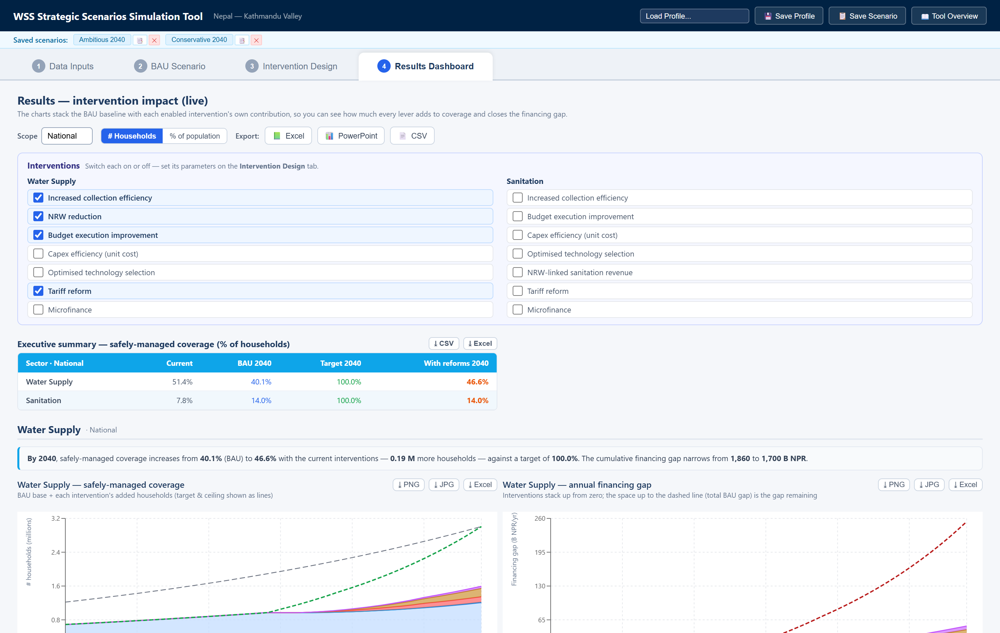 WSS Strategic Scenarios Simulation Tool Nepal — Kathmandu Valley Load Profile... Save Profile Save Scenario Tool Overview
Saved scenarios: Ambitious 2040 Conservative 2040
1 Data Inputs 2 BAU Scenario 3 Intervention Design 4 Results Dashboard
Results — intervention impact (live)
The charts stack the BAU baseline with each enabled intervention's own contribution, so you can see how much every lever adds to coverage and closes the financing gap.
Scope National # Households % of population Export: Excel PowerPoint CSV
Interventions Switch each on or off — set its parameters on the Intervention Design tab.
Water Supply
Increased collection efficiency
NRW reduction
Budget execution improvement
Capex efficiency (unit cost)
Optimised technology selection
Tariff reform
Microfinance
Sanitation
Increased collection efficiency
Budget execution improvement
Capex efficiency (unit cost)
Optimised technology selection
NRW-linked sanitation revenue
Tariff reform
Microfinance
Executive summary — safely-managed coverage (% of households) ↓ CSV ↓ Excel
Sector · National Current BAU 2040 Target 2040 With reforms 2040
Water Supply 51.4% 40.1% 100.0% 46.6%
Sanitation 7.8% 14.0% 100.0% 14.0%
Water Supply · National
By 2040, safely-managed coverage increases from 40.1% (BAU) to 46.6% with the current interventions — 0.19 M more households — against a target of 100.0%. The cumulative financing gap narrows from 1,860 to 1,700 B NPR.
Water Supply — safely-managed coverage ↓ PNG ↓ JPG ↓ Excel
BAU base + each intervention's added households (target & ceiling shown as lines)
# households (millions)
3.2
2.4
1.6
0.8
Water Supply — annual financing gap ↓ PNG ↓ JPG ↓ Excel
Interventions stack up from zero; the space up to the dashed line (total BAU gap) is the gap remaining
Financing gap (B NPR/yr)
260
195
130
65